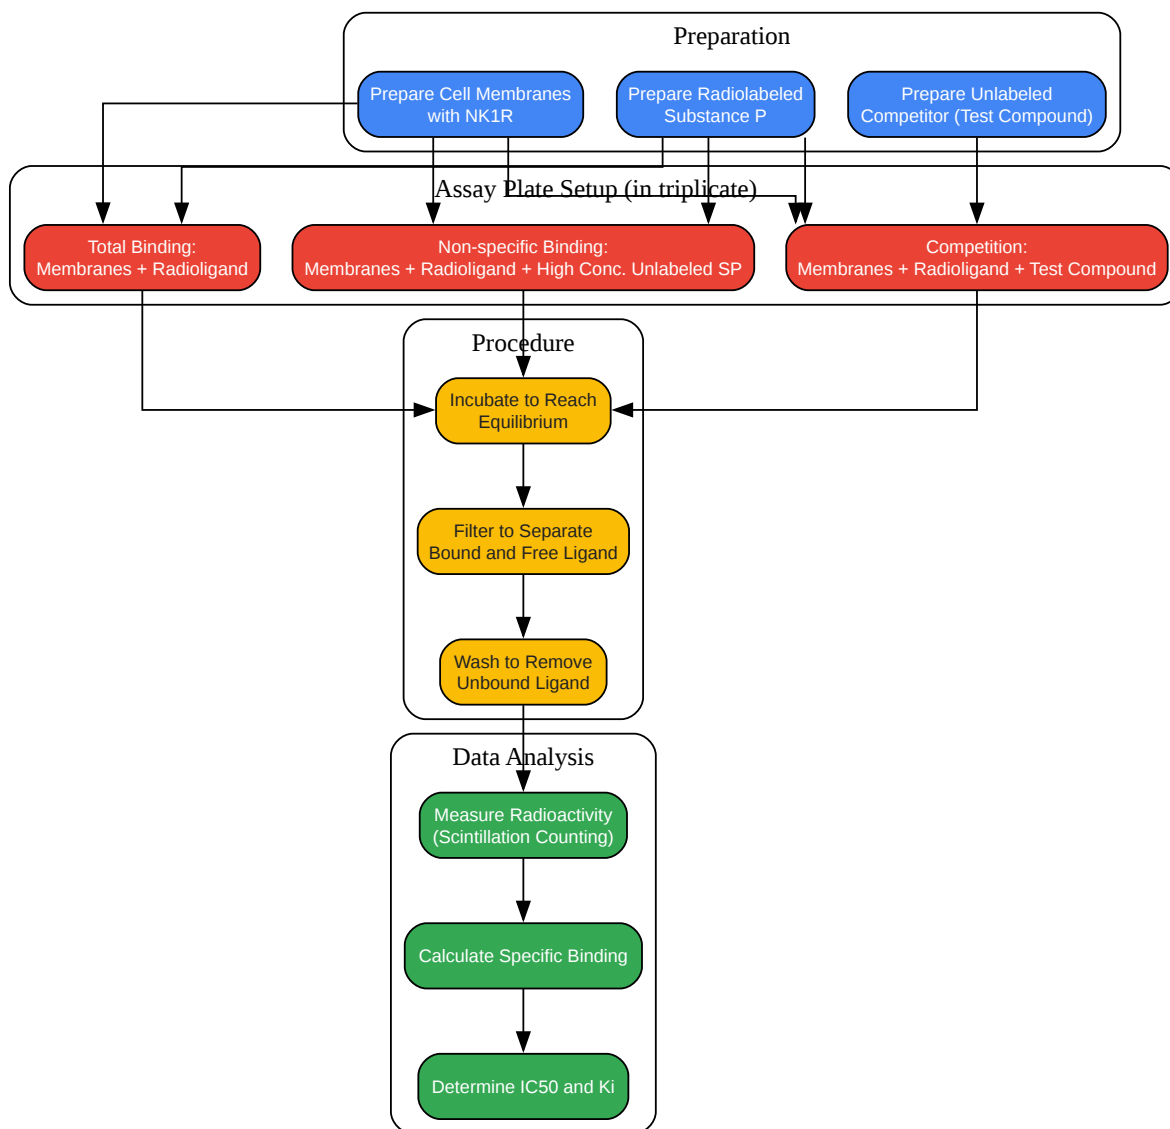 Preparation
Prepare Cell Membranes
with NK1R
Prepare Radiolabeled
Substance P
Prepare Unlabeled
Competitor (Test Compound)
Assay Plate Setup (in triplicate)
Total Binding:
Membranes + Radioligand
Non-specific Binding:
Membranes + Radioligand + High Conc. Unlabeled SP
Competition:
Membranes + Radioligand + Test Compound
Procedure
Incubate to Reach
Equilibrium
Filter to Separate
Bound and Free Ligand
Wash to Remove
Unbound Ligand
Data Analysis
Measure Radioactivity
(Scintillation Counting)
Calculate Specific Binding
Determine IC50 and Ki